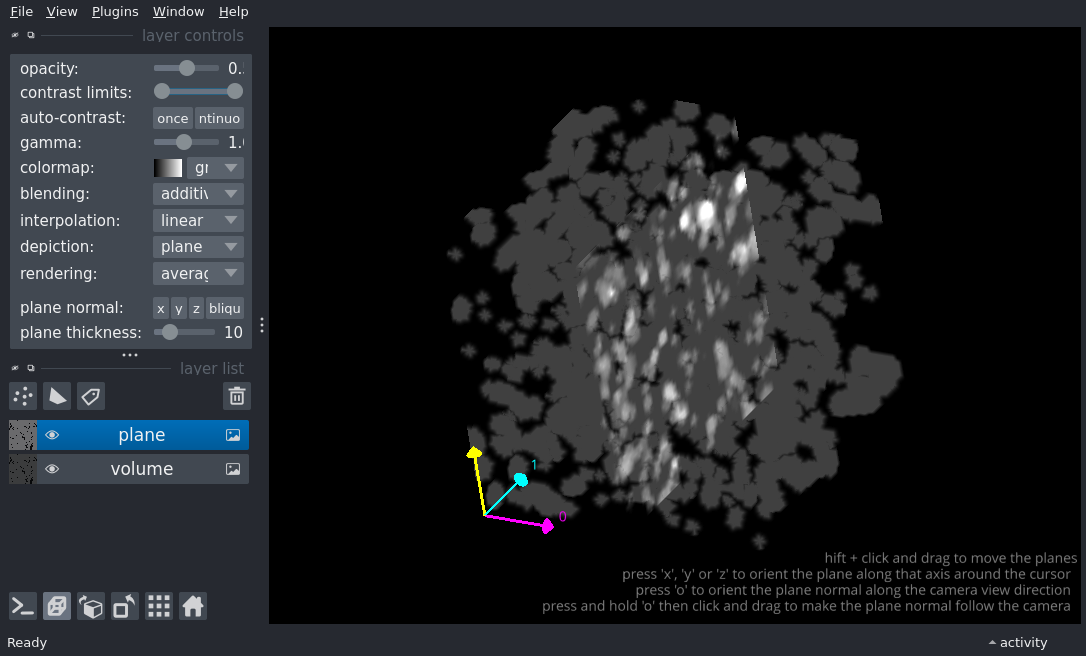 File View Plugins Window Help
layer controls
opacity: 0.
contrast limits:
auto-contrast: once ntinuo
gamma: 1.
colormap: gr
blending: additiv
interpolation: linear
depiction: plane
rendering: averag
plane normal: x y z bliqu
plane thickness: 10
layer list
plane
volume
1
0
hift + click and drag to move the planes
press 'x', 'y' or 'z' to orient the plane along that axis around the cursor
press 'o' to orient the plane normal along the camera view direction
press and hold 'o' then click and drag to make the plane normal follow the camera
Ready activity